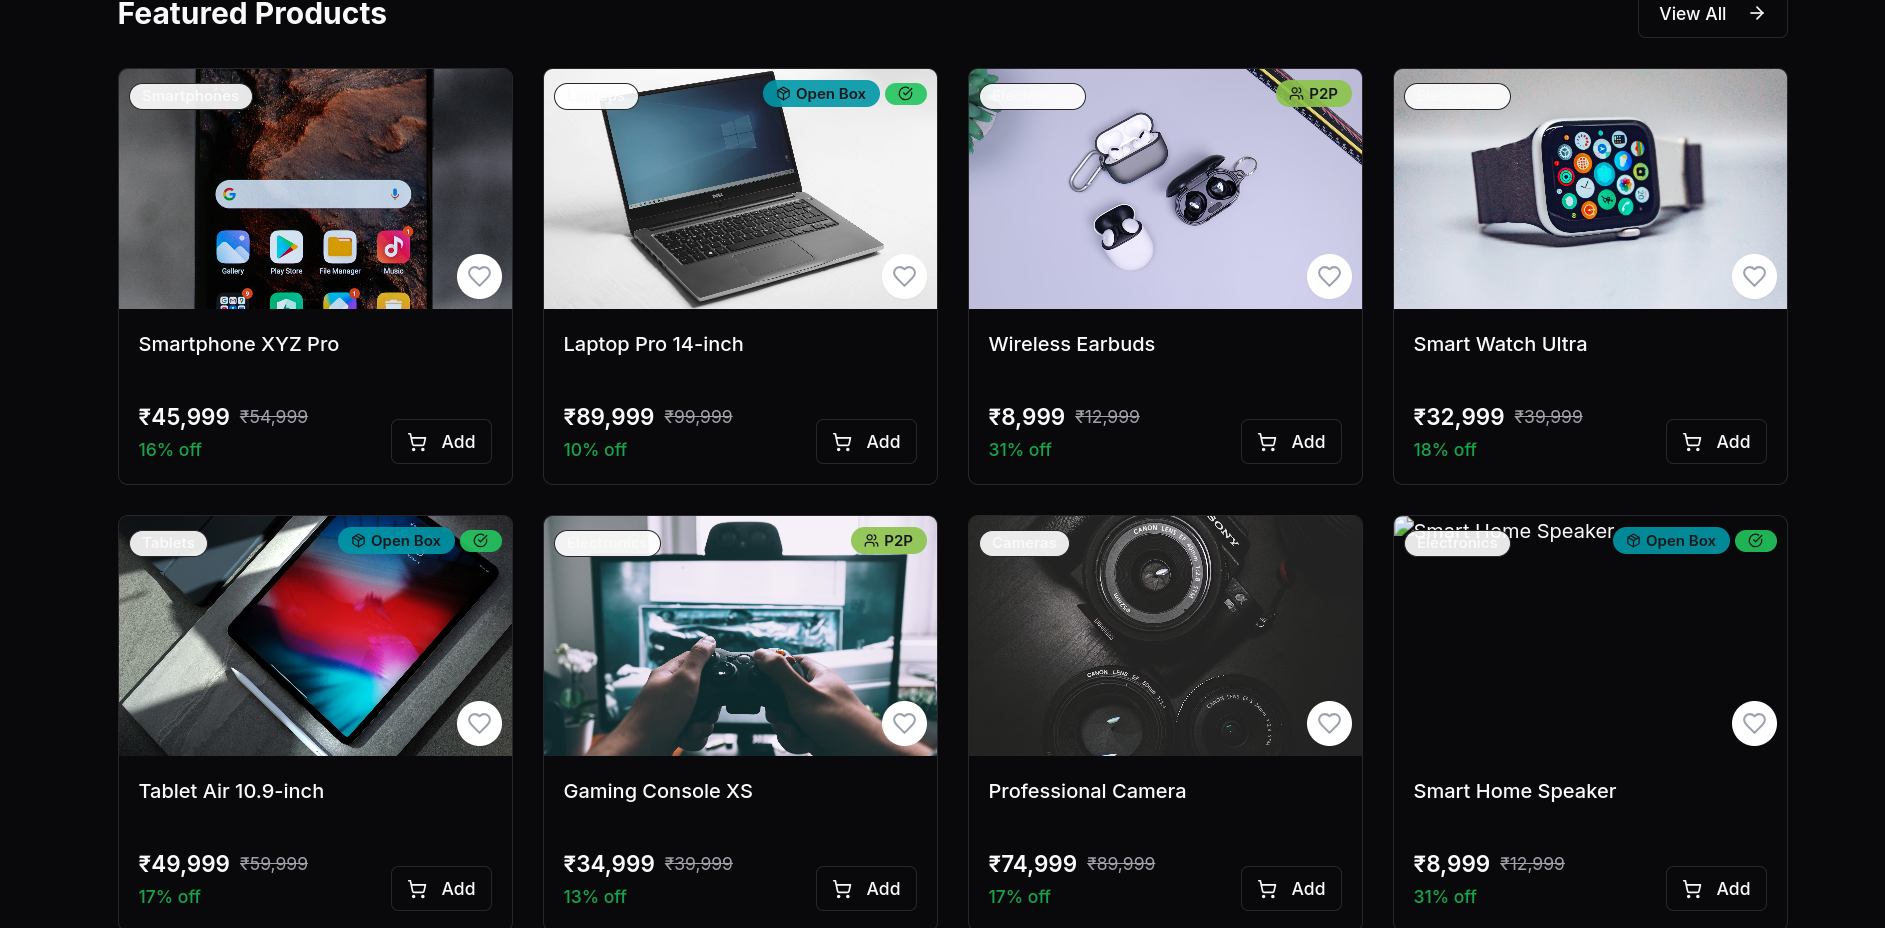 Featured Products
View All
Smartphones
Open Box
P2P
Gallery
Play Store
File Manager
Music
Smartphone XYZ Pro
₹45,999 ₹54,999
16% off
Add
Laptop Pro 14-inch
₹89,999 ₹99,999
10% off
Add
Wireless Earbuds
₹8,999 ₹12,999
31% off
Add
Smart Watch Ultra
₹32,999 ₹39,999
18% off
Add
Tablets
Open Box
Electronics
P2P
Cameras
SONY
CANON LENS EF
Smart Home Speaker
Electronics
Open Box
Tablet Air 10.9-inch
₹49,999 ₹59,999
17% off
Add
Gaming Console XS
₹34,999 ₹39,999
13% off
Add
Professional Camera
₹74,999 ₹89,999
17% off
Add
Smart Home Speaker
₹8,999 ₹12,999
31% off
Add